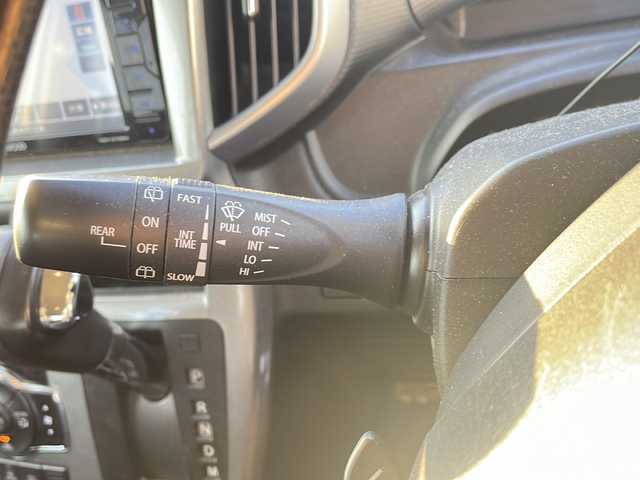 REAR
ON
OFF
FAST
INT
TIME
SLOW
PULL
MIST
OFF
INT
LO
HI
P
R
N
D
M